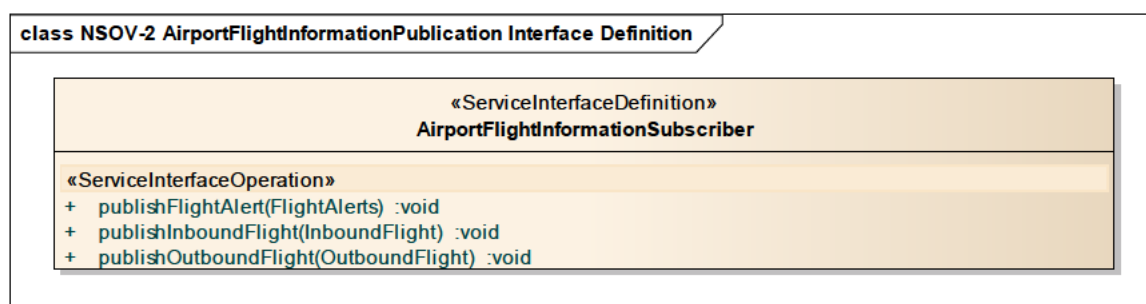 class NSOV-2 AirportFlightInformationPublication Interface Definition
«ServiceInterfaceDefinition»
AirportFlightInformationSubscriber
«ServiceInterfaceOperation»
+ publishFlightAlert(FlightAlerts) :void
+ publishInboundFlight(InboundFlight) :void
+ publishOutboundFlight(OutboundFlight) :void